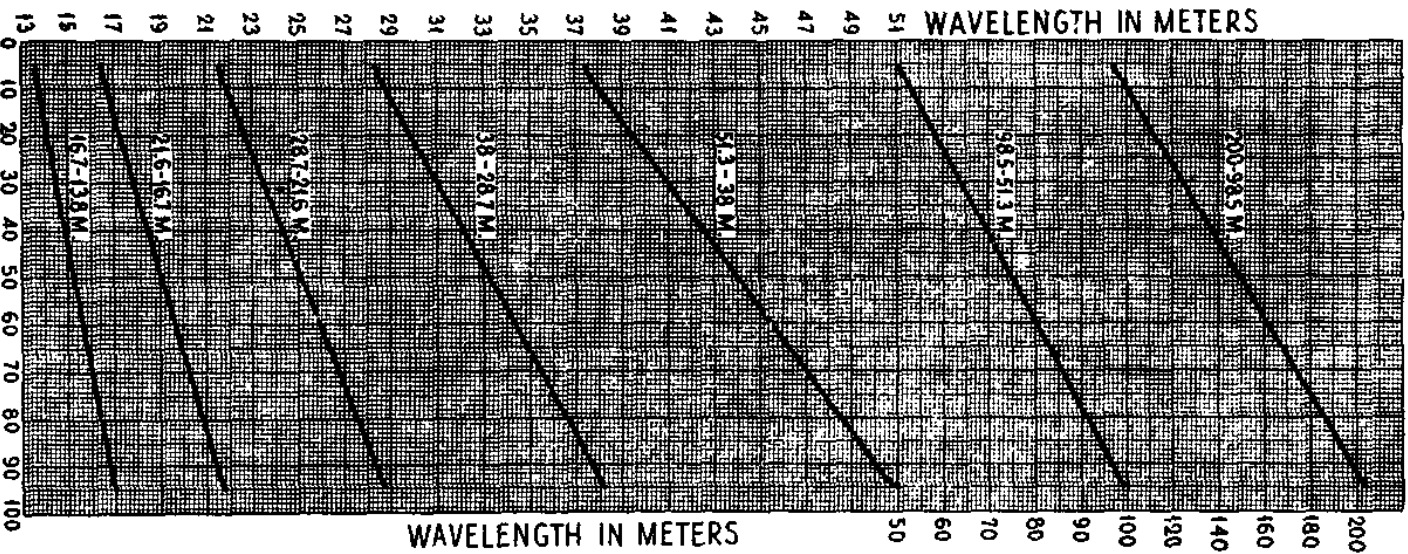 13 15 17 19 21 23 25 27 29 31 33 35 37 39 41 43 45 47 49 51 WAVELENGTH IN METERS
0
10
20
30
40
50
60
70
80
90
100
16.7-13.8 M
21.6-16.7 M
28.7-21.6 M
38-28.7 M
51.3-38 M
98.5-51.3 M
200-98.5 M
WAVELENGTH IN METERS
50 60 70 80 90 100 120 140 160 180 200